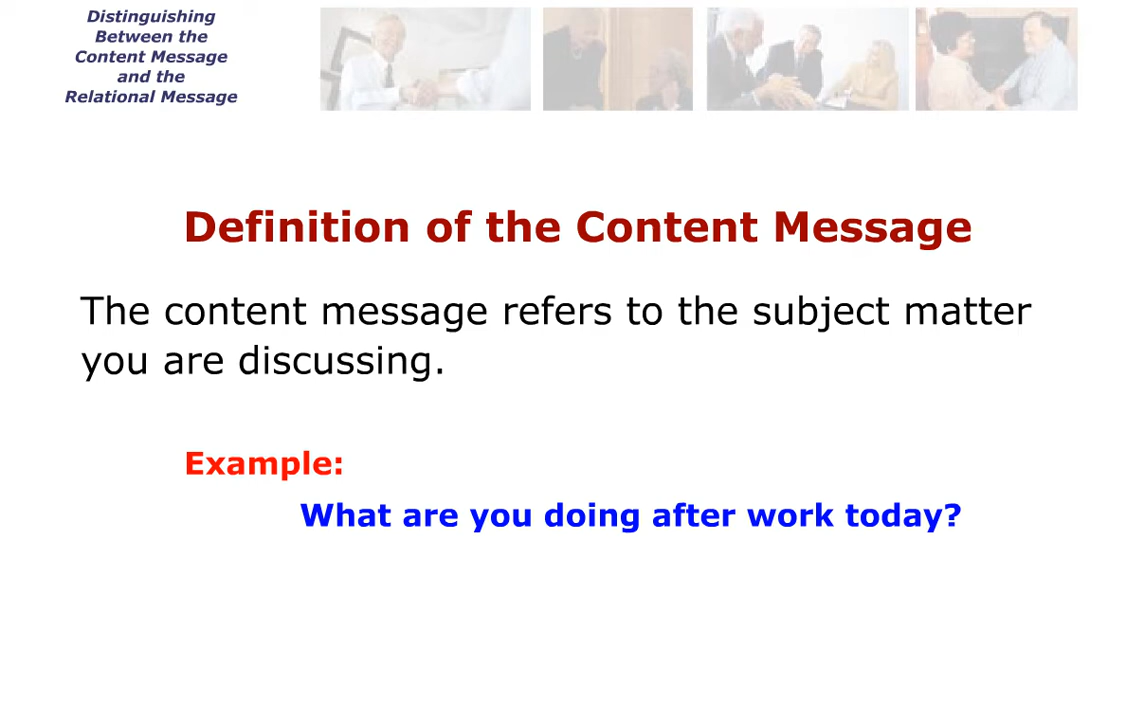 Distinguishing
Between the
Content Message
and the
Relational Message
Definition of the Content Message
The content message refers to the subject matter
you are discussing.
Example:
What are you doing after work today?